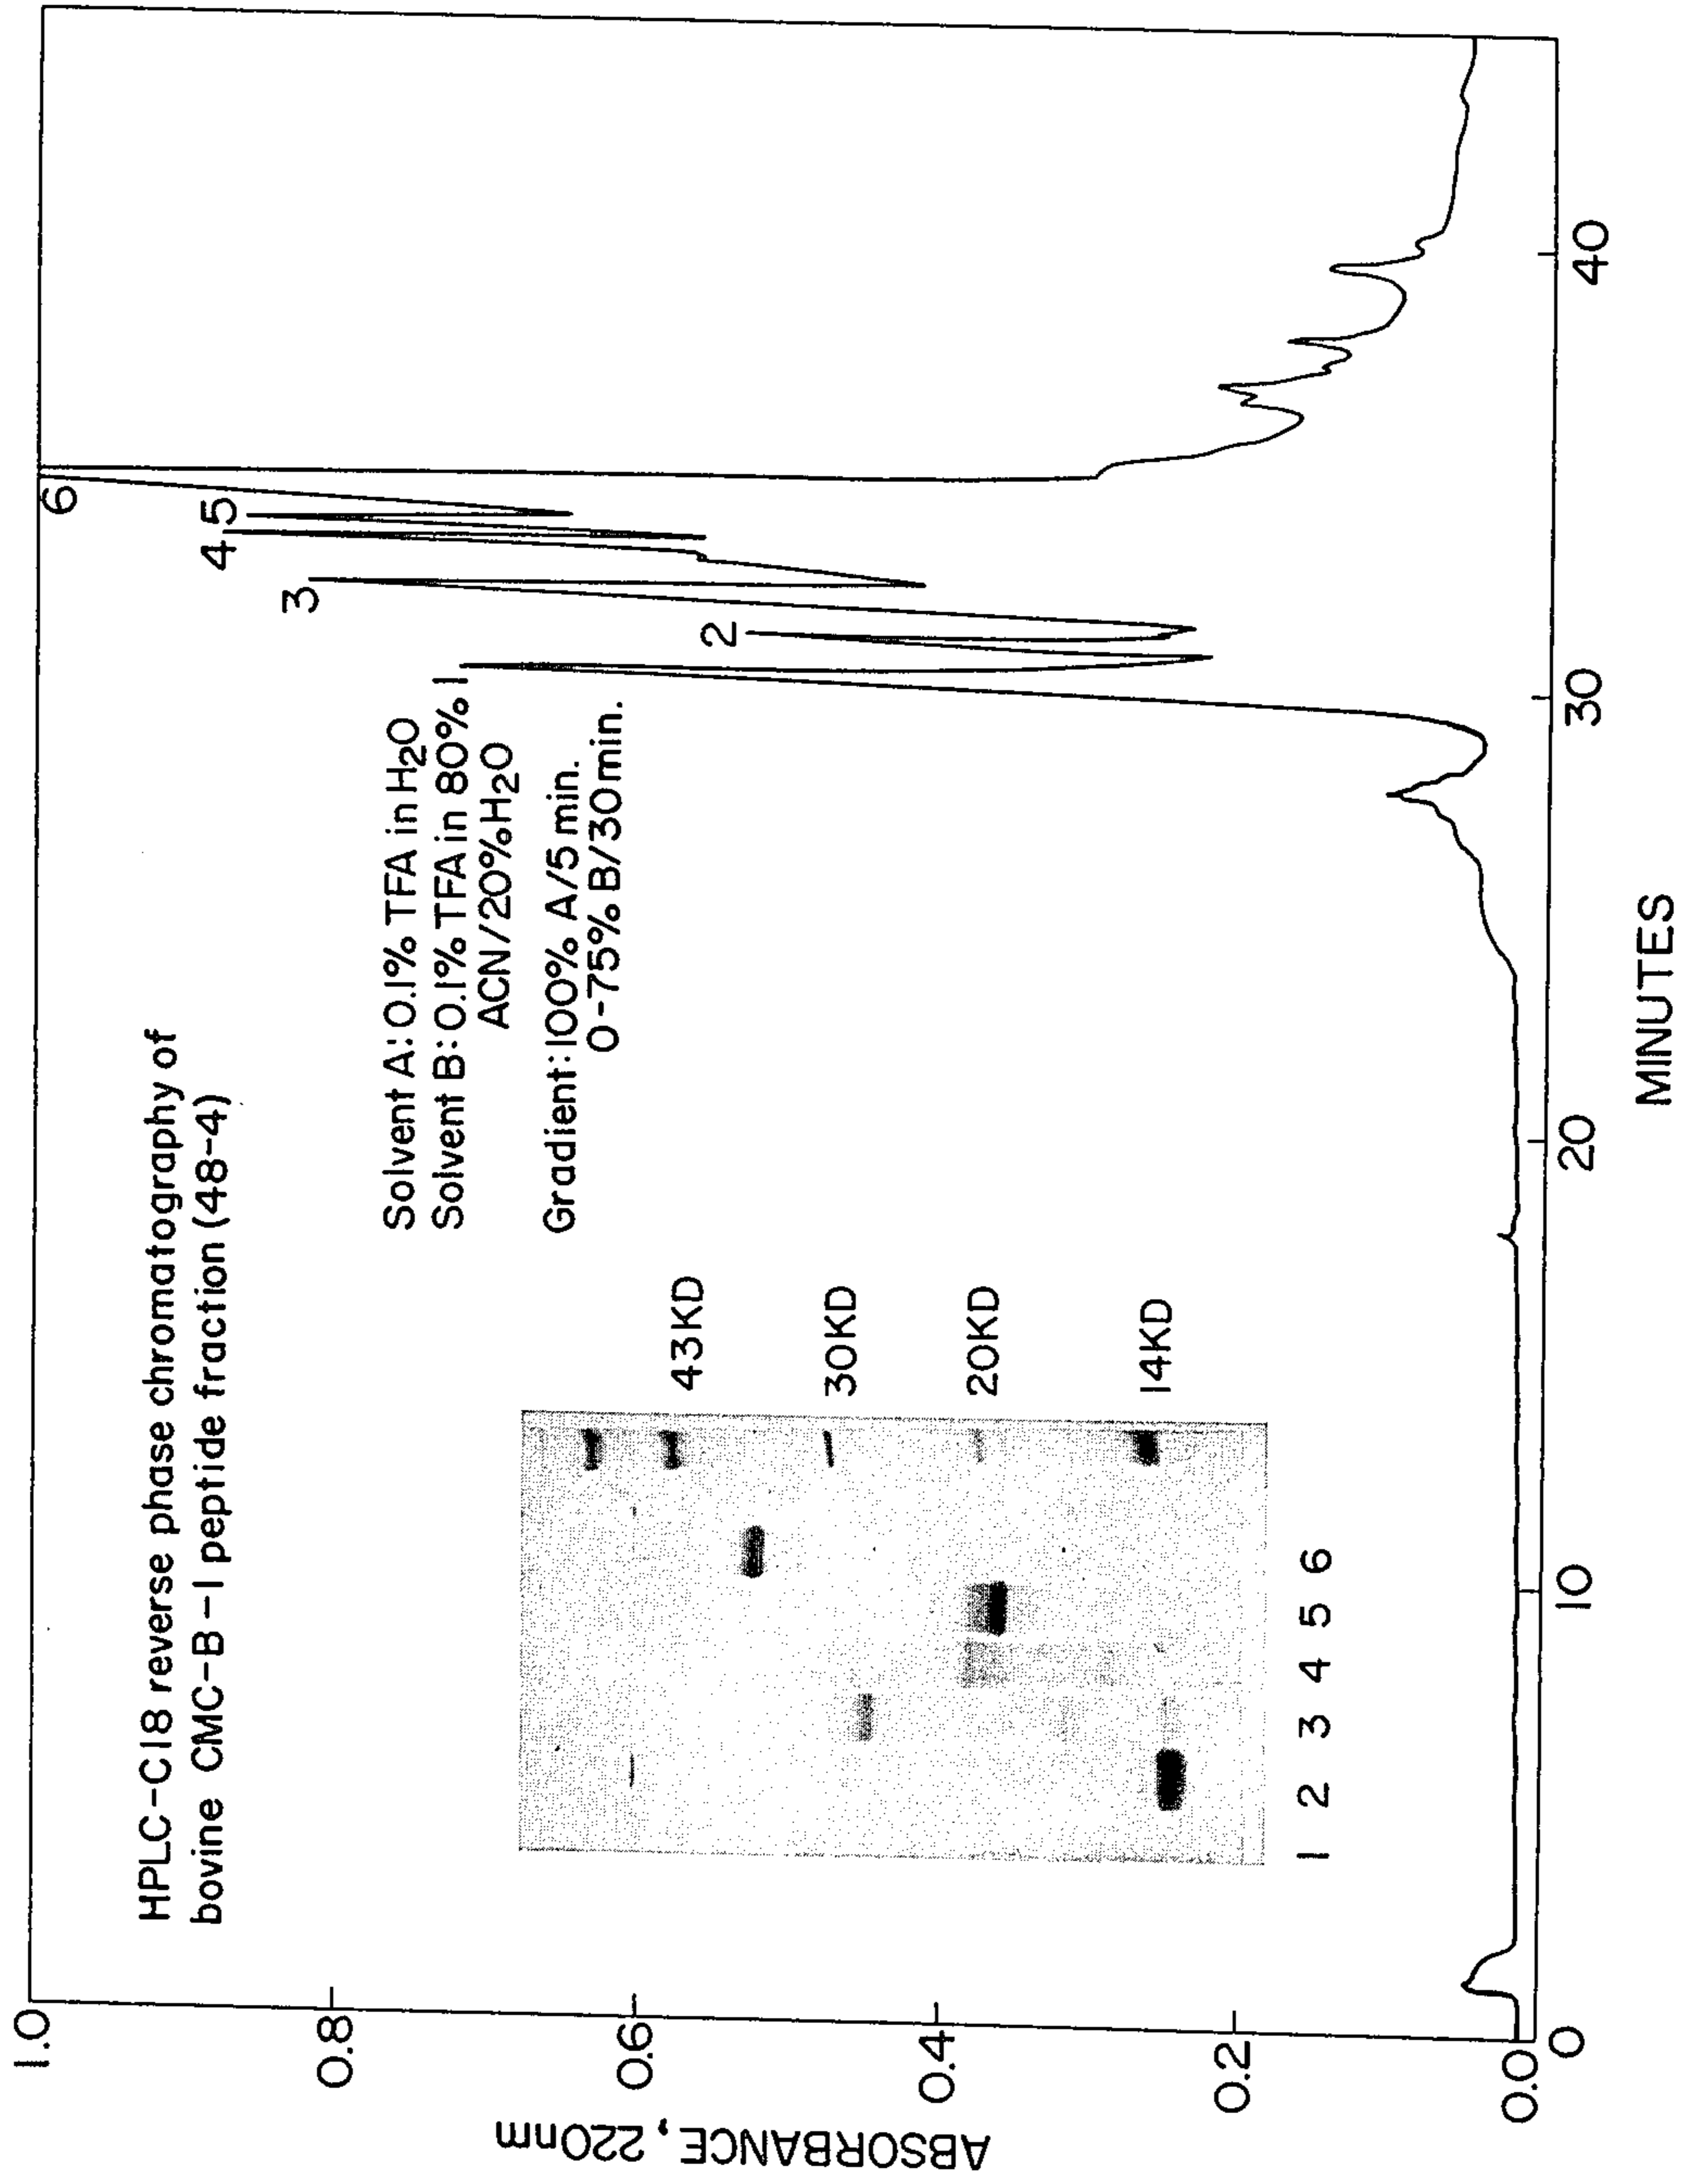 HPLC-C18 reverse phase chromatography of
bovine CMC-B-1 peptide fraction (48-4)
Solvent A: 0.1% TFA in H2O
Solvent B: 0.1% TFA in 80%
ACN/20%H2O
Gradient: 100% A/5 min.
0-75% B/30min.
1
2
3
4
5
6
43KD
30KD
20KD
14KD
1 2 3 4 5 6
ABSORBANCE, 220nm
1.0
0.8
0.6
0.4
0.2
0.0
0 10 20 30 40
MINUTES